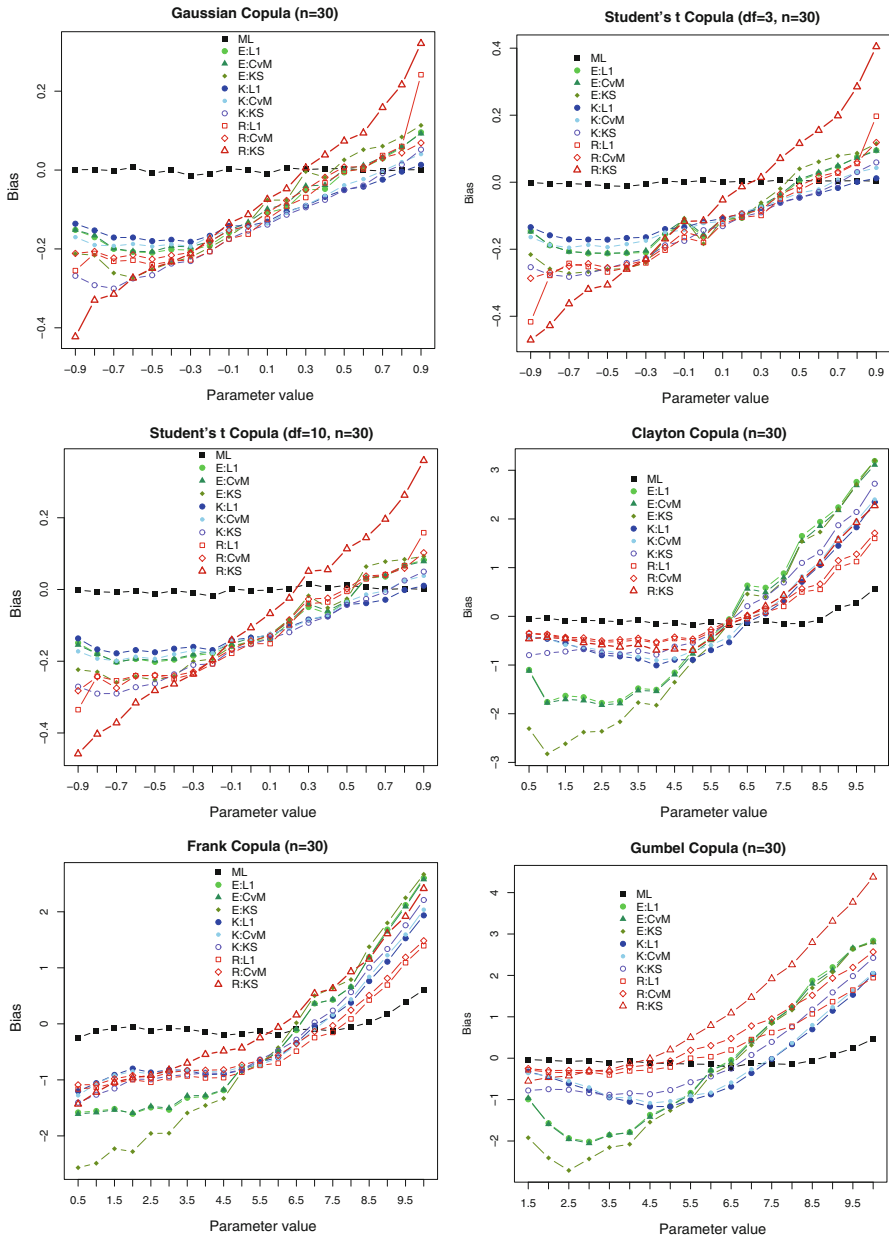 Gaussian Copula (n=30)
ML
E:L1
E:CvM
E:KS
K:L1
K:CvM
K:KS
R:L1
R:CvM
R:KS
0.2
0.0
−0.2
−0.4
Bias
−0.9
−0.7
−0.5
−0.3
−0.1
0.1
0.3
0.5
0.7
0.9
Parameter value
Student's t Copula (df=3, n=30)
ML
E:L1
E:CvM
E:KS
K:L1
K:CvM
K:KS
R:L1
R:CvM
R:KS
0.4
0.2
0.0
−0.2
−0.4
Bias
−0.9
−0.7
−0.5
−0.3
−0.1
0.1
0.3
0.5
0.7
0.9
Parameter value
Student's t Copula (df=10, n=30)
ML
E:L1
E:CvM
E:KS
K:L1
K:CvM
K:KS
R:L1
R:CvM
R:KS
0.2
0.0
−0.2
−0.4
Bias
−0.9
−0.7
−0.5
−0.3
−0.1
0.1
0.3
0.5
0.7
0.9
Parameter value
Clayton Copula (n=30)
ML
E:L1
E:CvM
E:KS
K:L1
K:CvM
K:KS
R:L1
R:CvM
R:KS
3
2
1
0
−1
−2
−3
Bias
0.5
1.5
2.5
3.5
4.5
5.5
6.5
7.5
8.5
9.5
Parameter value
Frank Copula (n=30)
ML
E:L1
E:CvM
E:KS
K:L1
K:CvM
K:KS
R:L1
R:CvM
R:KS
2
1
0
−1
−2
Bias
0.5
1.5
2.5
3.5
4.5
5.5
6.5
7.5
8.5
9.5
Parameter value
Gumbel Copula (n=30)
ML
E:L1
E:CvM
E:KS
K:L1
K:CvM
K:KS
R:L1
R:CvM
R:KS
4
3
2
1
0
−1
−2
Bias
1.5
2.5
3.5
4.5
5.5
6.5
7.5
8.5
9.5
Parameter value